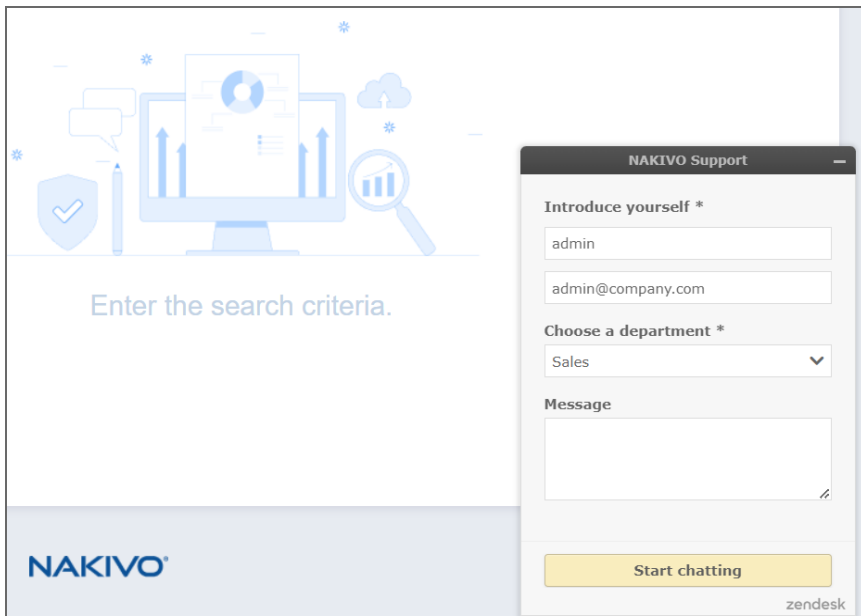 Enter the search criteria.
NAKIVO®
NAKIVO Support
Introduce yourself *
admin
admin@company.com
Choose a department *
Sales
Message
Start chatting
zendesk